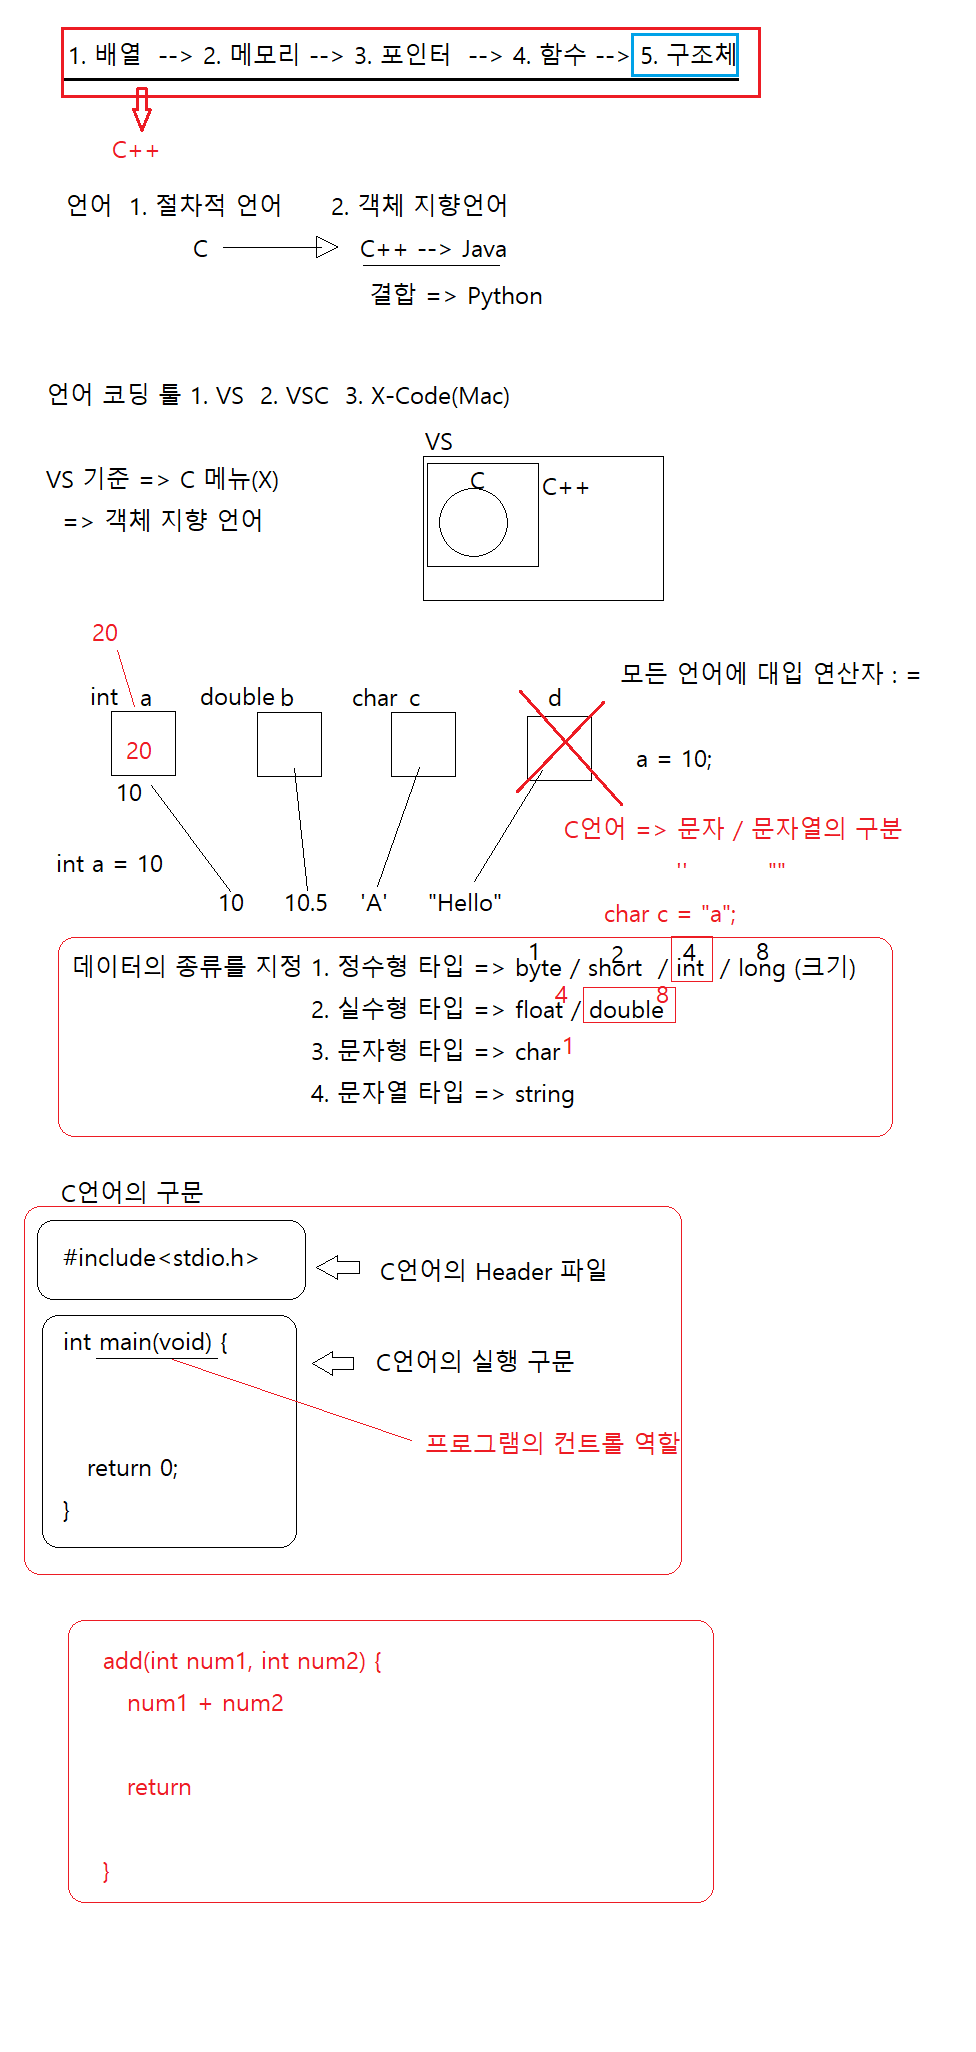 1. 배열 --> 2. 메모리 --> 3. 포인터 --> 4. 함수 --> 5. 구조체
C++
언어 1. 절차적 언어 2. 객체 지향언어
C C++ --> Java
결합 => Python
언어 코딩 툴 1. VS 2. VSC 3. X-Code(Mac)
VS
VS 기준 => C 메뉴(X)
C C++
=> 객체 지향 언어
20
모든 언어에 대입 연산자 : =
int a double b char c d
20
a = 10;
10
C언어 => 문자 / 문자열의 구분
'' ""
int a = 10
10 10.5 'A' "Hello"
char c = "a";
1 2 4 8
데이터의 종류를 지정 1. 정수형 타입 => byte / short / int / long (크기)
4 8
2. 실수형 타입 => float / double
3. 문자형 타입 => char 1
4. 문자열 타입 => string
C언어의 구문
#include<stdio.h>
C언어의 Header 파일
int main(void) {
C언어의 실행 구문
프로그램의 컨트롤 역할
return 0;
}
add(int num1, int num2) {
num1 + num2
return
}